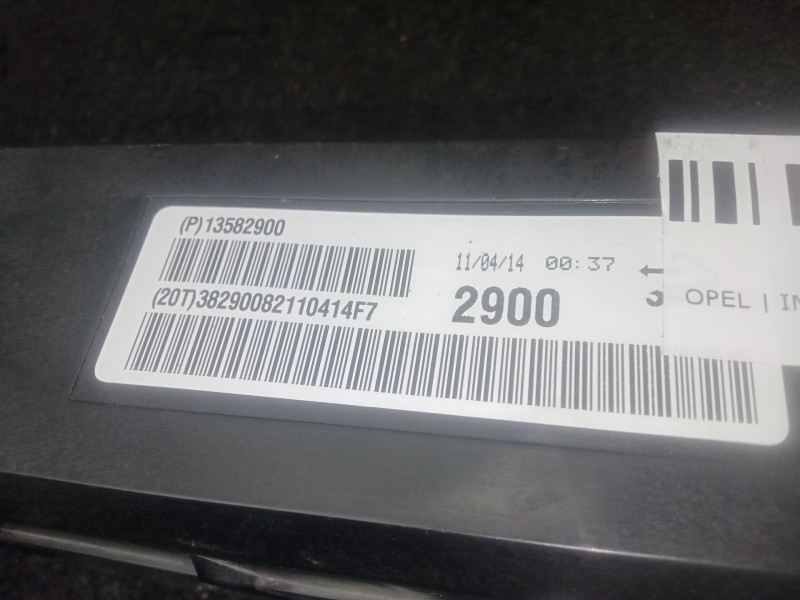 (P)13582900
11/04/14 00:37
(20T)38290082110414F7
2900
OPEL | IN